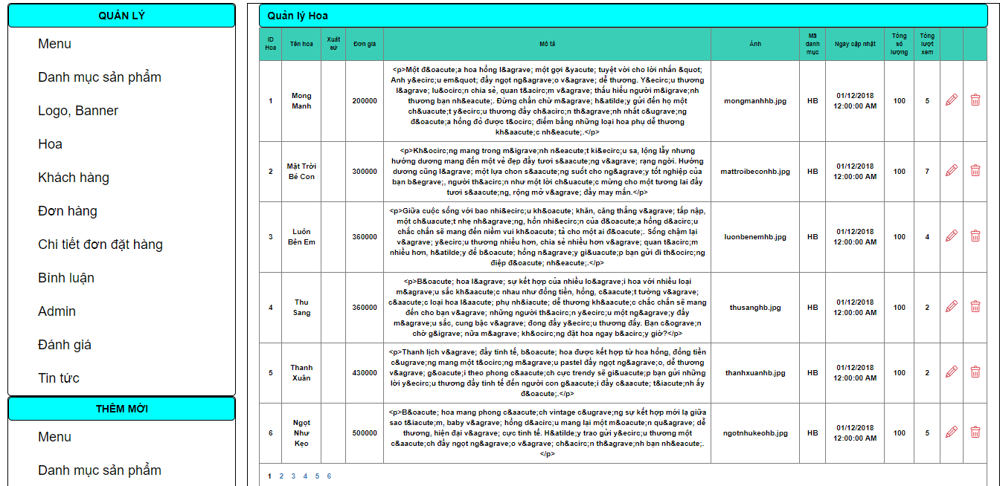 QUẢN LÝ
Menu
Danh mục sản phẩm
Logo, Banner
Hoa
Khách hàng
Đơn hàng
Chi tiết đơn đặt hàng
Bình luận
Admin
Đánh giá
Tin tức
THÊM MỚI
Menu
Danh mục sản phẩm
Quản lý Hoa
ID Hoa
Tên hoa
Xuất sứ
Đơn giá
Mô tả
Ảnh
Mã danh mục
Ngày cập nhật
Tổng số lượng
Tổng lượt xem
1
Mong Manh
200000
<p>Một đ&oacute;a hoa hồng l&agrave; một gợi &yacute; tuyệt vời cho lời nhắn &quot;
Anh y&ecirc;u em&quot; đầy ngọt ng&agrave;o v&agrave; dễ thương. Y&ecirc;u thương
l&agrave; lu&ocirc;n chia sẻ, quan t&acirc;m v&agrave; thấu hiểu người m&igrave;nh
thương bạn nh&eacute;. Đừng chần chừ m&agrave; h&atilde;y gửi đến họ một
ch&uacute;t y&ecirc;u thương đầy ch&acirc;n th&agrave;nh nhất c&ugrave;ng
đ&oacute;a hồng đỏ được t&ocirc; điểm bằng những loại hoa phụ dễ thương
kh&aacute;c nh&eacute;.</p>
mongmanhhb.jpg
HB
01/12/2018
12:00:00 AM
100
5
2
Mặt Trời
Bé Con
300000
<p>Kh&ocirc;ng mang trong m&igrave;nh n&eacute;t ki&ecirc;u sa, lộng lẫy nhưng
hướng dương mang đến một vẻ đẹp đầy tươi s&aacute;ng v&agrave; rạng ngời. Hướng
dương cũng l&agrave; một lựa chon s&aacute;ng suốt cho ng&agrave;y tốt nghiệp của
bạn b&egrave;, người th&acirc;n như một lời ch&uacute;c mừng cho một tương lai đầy
tươi s&aacute;ng, rộng mở v&agrave; đầy may mắn.</p>
mattroibeconhb.jpg
HB
01/12/2018
12:00:00 AM
100
7
3
Luôn
Bên Em
360000
<p>Giữa cuộc sống với bao nhi&ecirc;u kh&oacute; khăn, căng thẳng v&agrave; tấp nập,
một ch&uacute;t nhẹ nh&agrave;ng, hồn nhi&ecirc;n của đ&oacute;a hồng d&acirc;u
chắc chắn sẽ mang đến niềm vui kh&oacute; tả cho một ai đ&oacute;. Sống chậm lại
v&agrave; y&ecirc;u thương nhiều hơn, chia sẻ nhiều hơn v&agrave; quan t&acirc;m
nhiều hơn, h&atilde;y để b&oacute; hồng n&agrave;y gi&uacute;p bạn gửi đi th&ocirc;ng
điệp đ&oacute; nh&eacute;.</p>
luonbenemhb.jpg
HB
01/12/2018
12:00:00 AM
100
4
4
Thu
Sang
360000
<p>B&oacute; hoa l&agrave; sự kết hợp của nhiều lo&agrave;i hoa với nhiều loại
m&agrave;u sắc kh&aacute;c nhau như đồng tiền, hồng, c&aacute;t tường v&agrave;
c&aacute;c loại hoa l&aacute; phụ nh&iacute; dễ thương kh&aacute;c chắc chắn sẽ mang
đến cho bạn v&agrave; những người th&acirc;n y&ecirc;u một ng&agrave;y đầy
m&agrave;u sắc, cung bậc v&agrave; đong đầy y&ecirc;u thương đấy. Bạn c&ograve;n
chờ g&igrave; nữa m&agrave; kh&ocirc;ng đặt hoa ngay b&acirc;y giờ?</p>
thusanghb.jpg
HB
01/12/2018
12:00:00 AM
100
2
5
Thanh
Xuân
430000
<p>Thanh lịch v&agrave; đầy tinh tế, b&oacute; hoa được kết hợp từ hoa hồng, đồng tiền
c&ugrave;ng mang một t&ocirc;ng m&agrave;u pastel đầy ngọt ng&agrave;o, dễ thương
v&agrave; g&oacute;i theo phong c&aacute;ch cực trendy sẽ gi&uacute;p bạn gửi những
lời y&ecirc;u thương đầy tinh tế đến người con g&aacute;i đầy c&aacute; t&iacute;nh ấy
đ&oacute;.</p>
thanhxuanhb.jpg
HB
01/12/2018
12:00:00 AM
100
2
6
Ngọt
Như
Kẹo
500000
<p>B&oacute; hoa mang phong c&aacute;ch vintage c&ugrave;ng sự kết hợp mới lạ giữa
sao t&iacute;m, baby v&agrave; hồng d&acirc;u mang lại một m&oacute;n qu&agrave; dễ
thương, hiện đại v&agrave; cực tinh tế. H&atilde;y trao gửi y&ecirc;u thương một
c&aacute;ch đầy ngọt ng&agrave;o v&agrave; ch&acirc;n th&agrave;nh bạn nh&eacute;.
</p>
ngotnhukeohb.jpg
HB
01/12/2018
12:00:00 AM
100
5
1 2 3 4 5 6